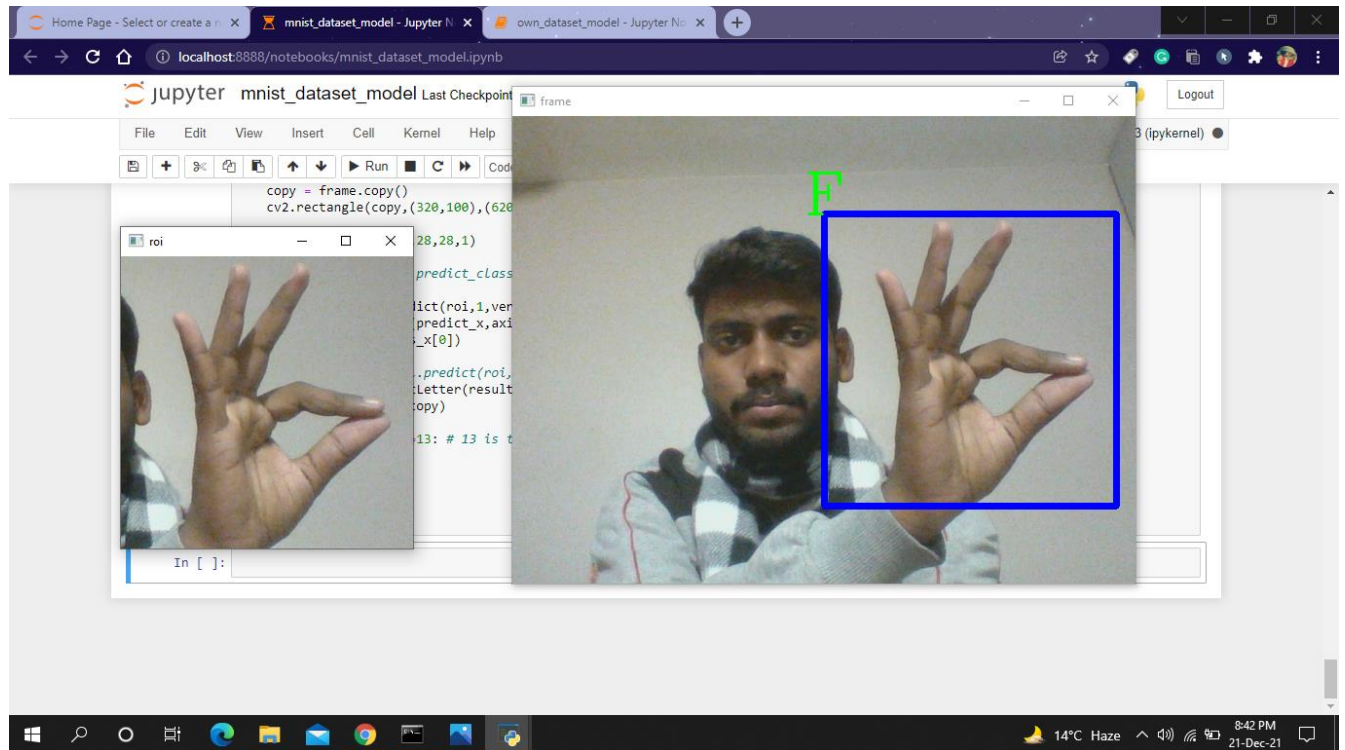 Home Page - Select or create a n
mnist_dataset_model - Jupyter N
own_dataset_model - Jupyter No
localhost:8888/notebooks/mnist_dataset_model.ipynb
jupyter mnist_dataset_model Last Checkpoint
Logout
frame
File Edit View Insert Cell Kernel Help
3 (ipykernel)
Run
Code
copy = frame.copy()
cv2.rectangle(copy,(320,100),(620
F
roi
28,28,1)
predict_class
ict(roi,1,ver
(predict_x,axi
_x[0])
.predict(roi,
Letter(result
opy)
13: # 13 is t
In [ ]:
14°C Haze
8:42 PM
21-Dec-21